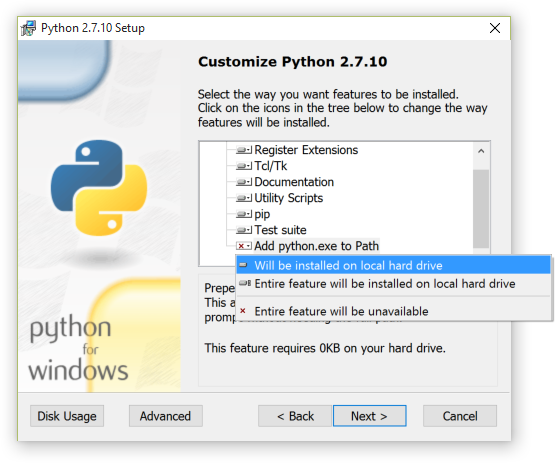 Python 2.7.10 Setup
Customize Python 2.7.10
Select the way you want features to be installed.
Click on the icons in the tree below to change the way
features will be installed.
Register Extensions
Tcl/Tk
Documentation
Utility Scripts
pip
Test suite
Add python.exe to Path
Will be installed on local hard drive
Entire feature will be installed on local hard drive
Entire feature will be unavailable
Prepe
This a
This feature requires 0KB on your hard drive.
python
for
windows
Disk Usage
Advanced
< Back
Next >
Cancel